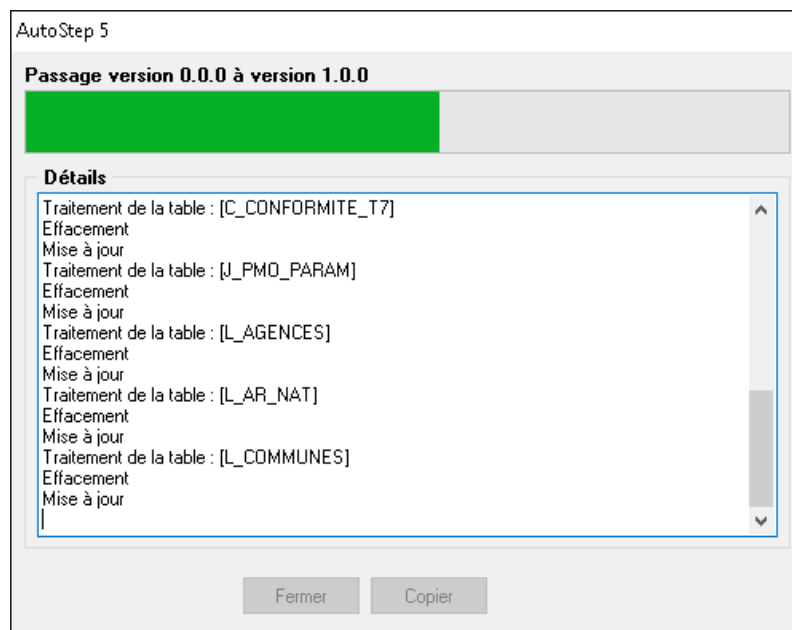 AutoStep 5
Passage version 0.0.0 à version 1.0.0
Détails
Traitement de la table : [C_CONFORMITE_T7]
Effacement
Mise à jour
Traitement de la table : [J_PMO_PARAM]
Effacement
Mise à jour
Traitement de la table : [L_AGENCES]
Effacement
Mise à jour
Traitement de la table : [L_AR_NAT]
Effacement
Mise à jour
Traitement de la table : [L_COMMUNES]
Effacement
Mise à jour
Fermer Copier